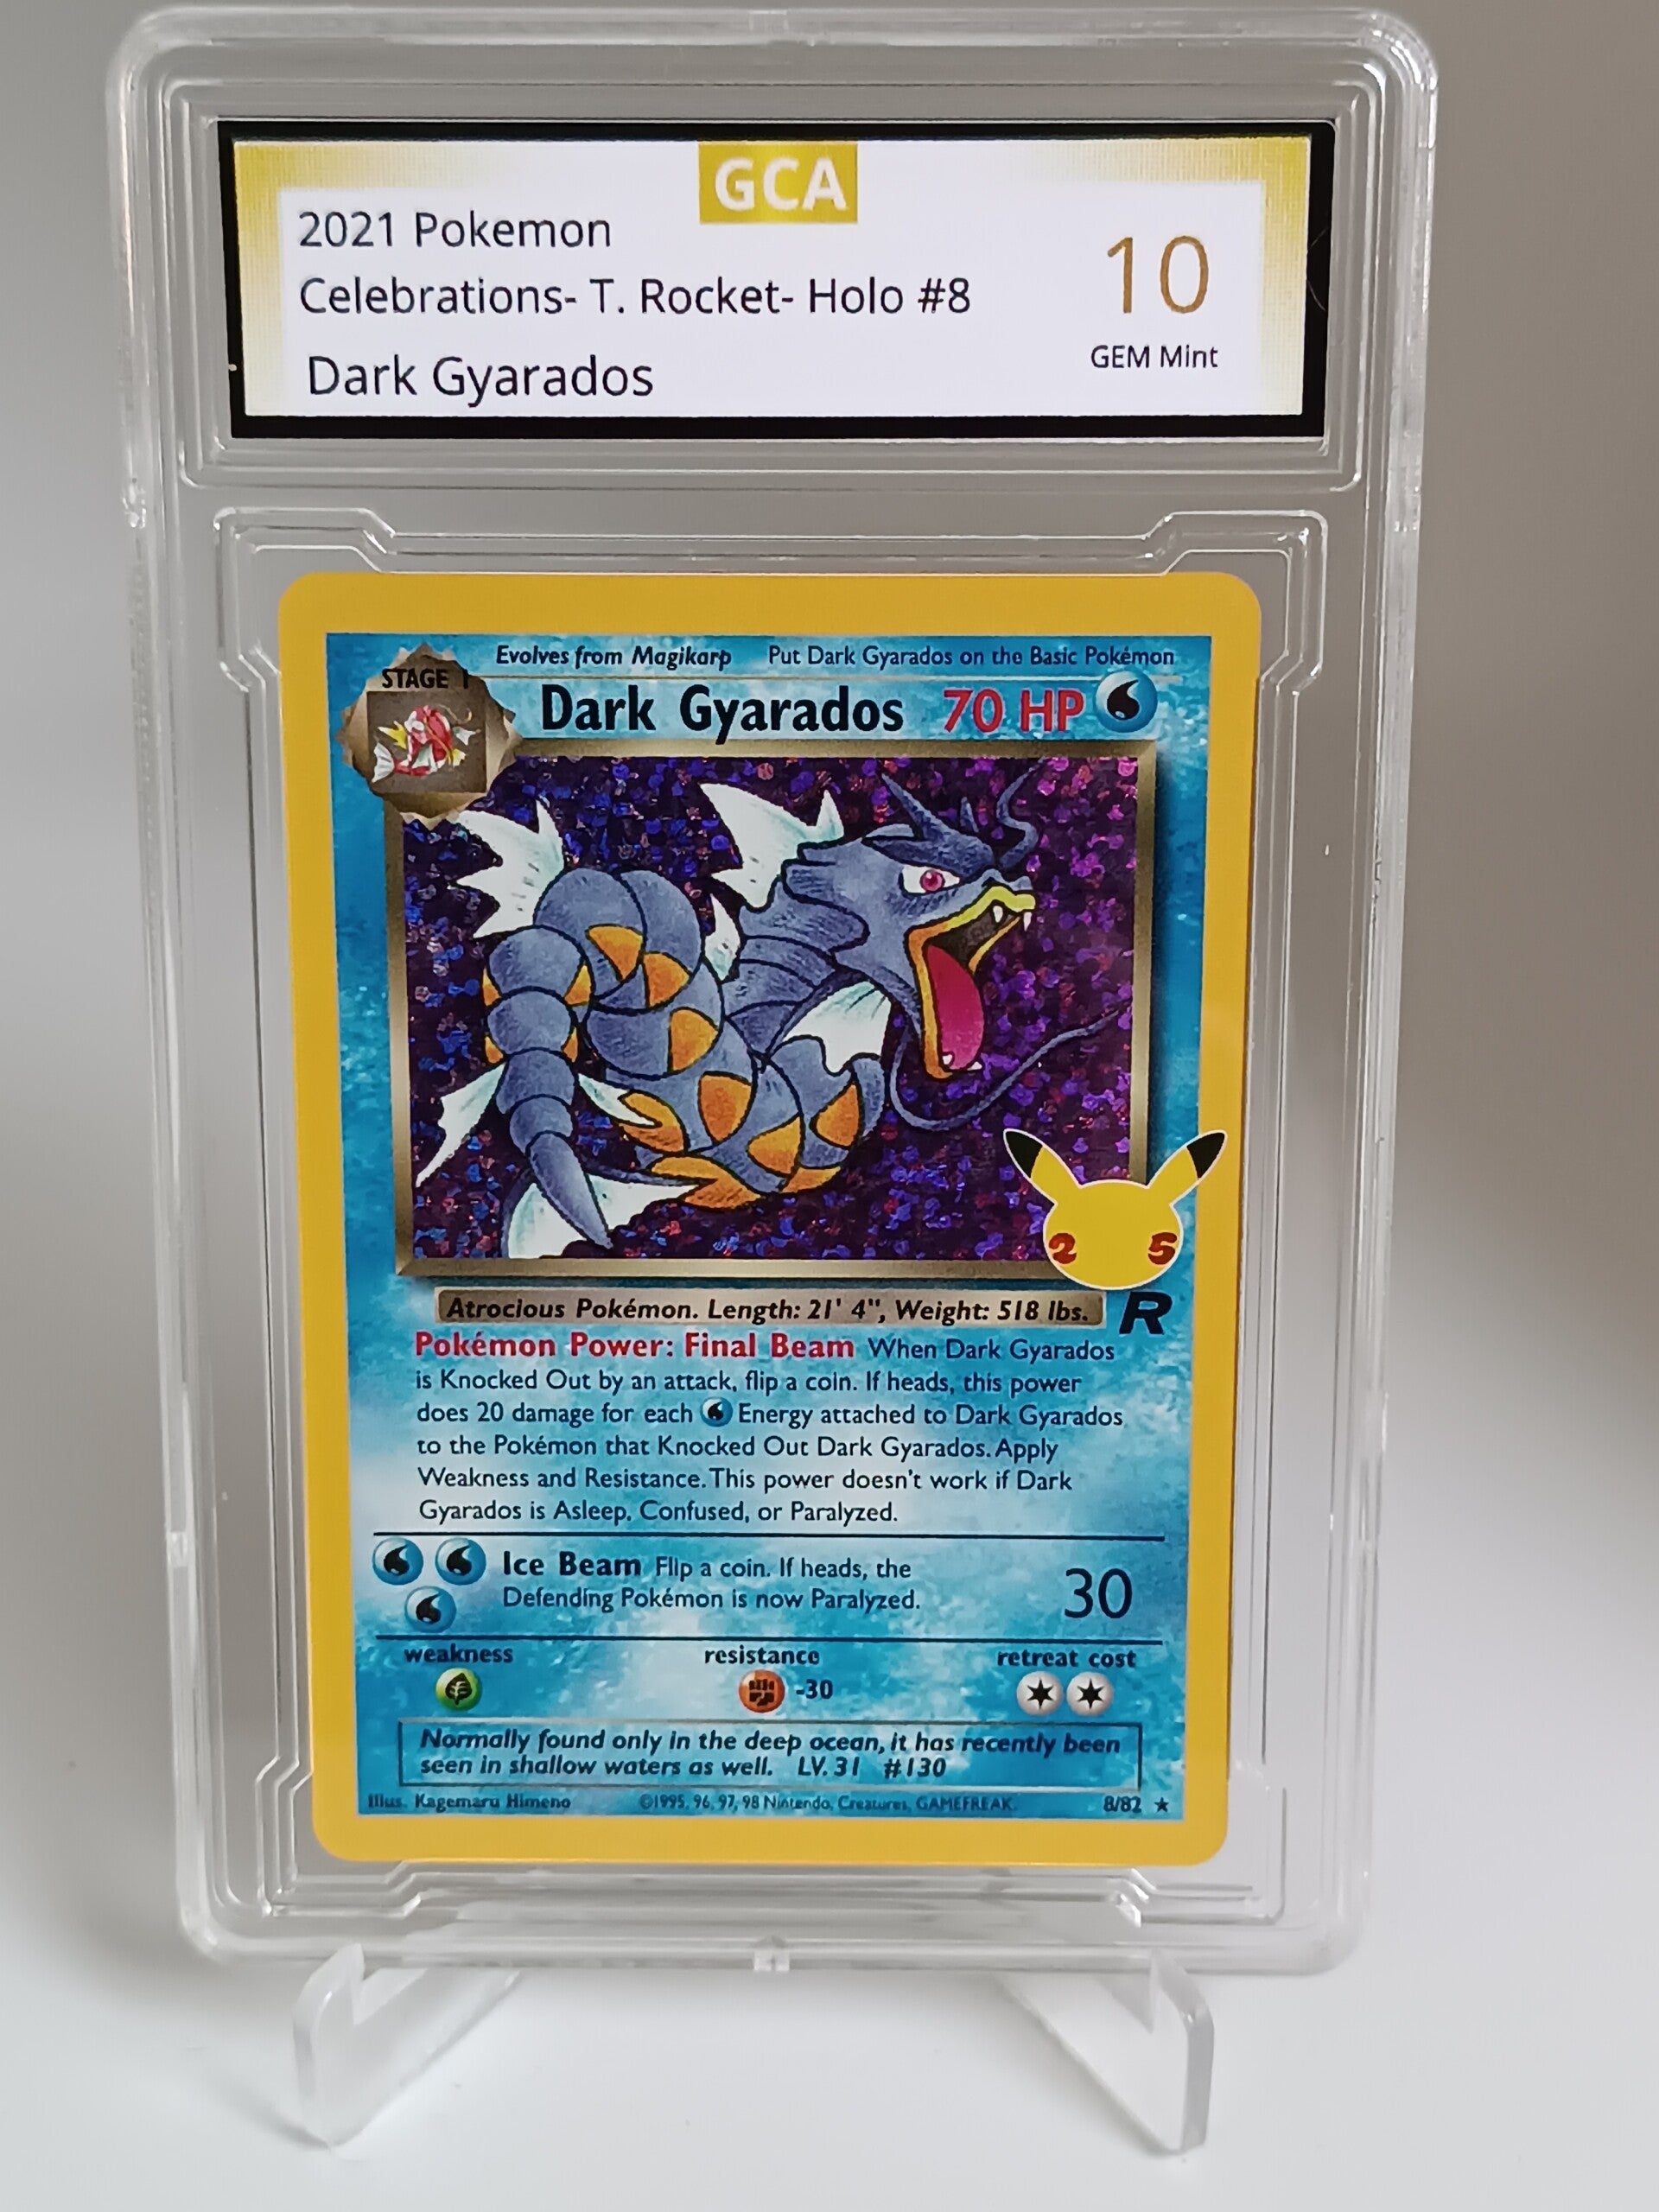 GCA
2021 Pokemon
Celebrations- T. Rocket- Holo #8
Dark Gyarados
10
GEM Mint
Evolves from Magikarp Put Dark Gyarados on the Basic Pokémon
STAGE 1
Dark Gyarados 70 HP
25
Atrocious Pokémon. Length: 21' 4", Weight: 518 lbs.
R
Pokémon Power: Final Beam When Dark Gyarados
is Knocked Out by an attack, flip a coin. If heads, this power
does 20 damage for each Energy attached to Dark Gyarados
to the Pokémon that Knocked Out Dark Gyarados. Apply
Weakness and Resistance. This power doesn't work if Dark
Gyarados is Asleep, Confused, or Paralyzed.
Ice Beam Flip a coin. If heads, the
Defending Pokémon is now Paralyzed.
30
weakness resistance retreat cost
-30
Normally found only in the deep ocean, it has recently been
seen in shallow waters as well. LV. 31 #130
Illus. Kagemaru Himeno ©1995, 96, 97, 98 Nintendo, Creatures, GAMEFREAK. 8/82 ★